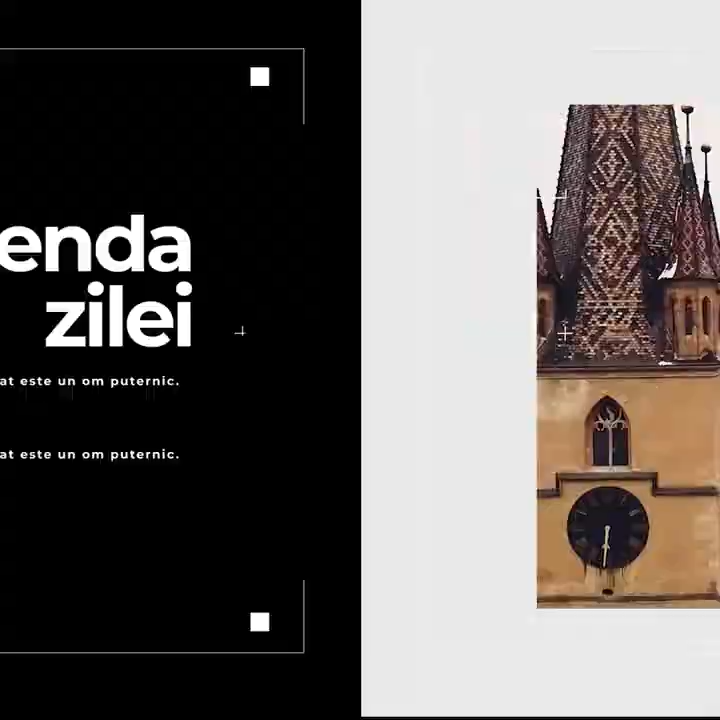 enda
zilei
at este un om puternic.
at este un om puternic.